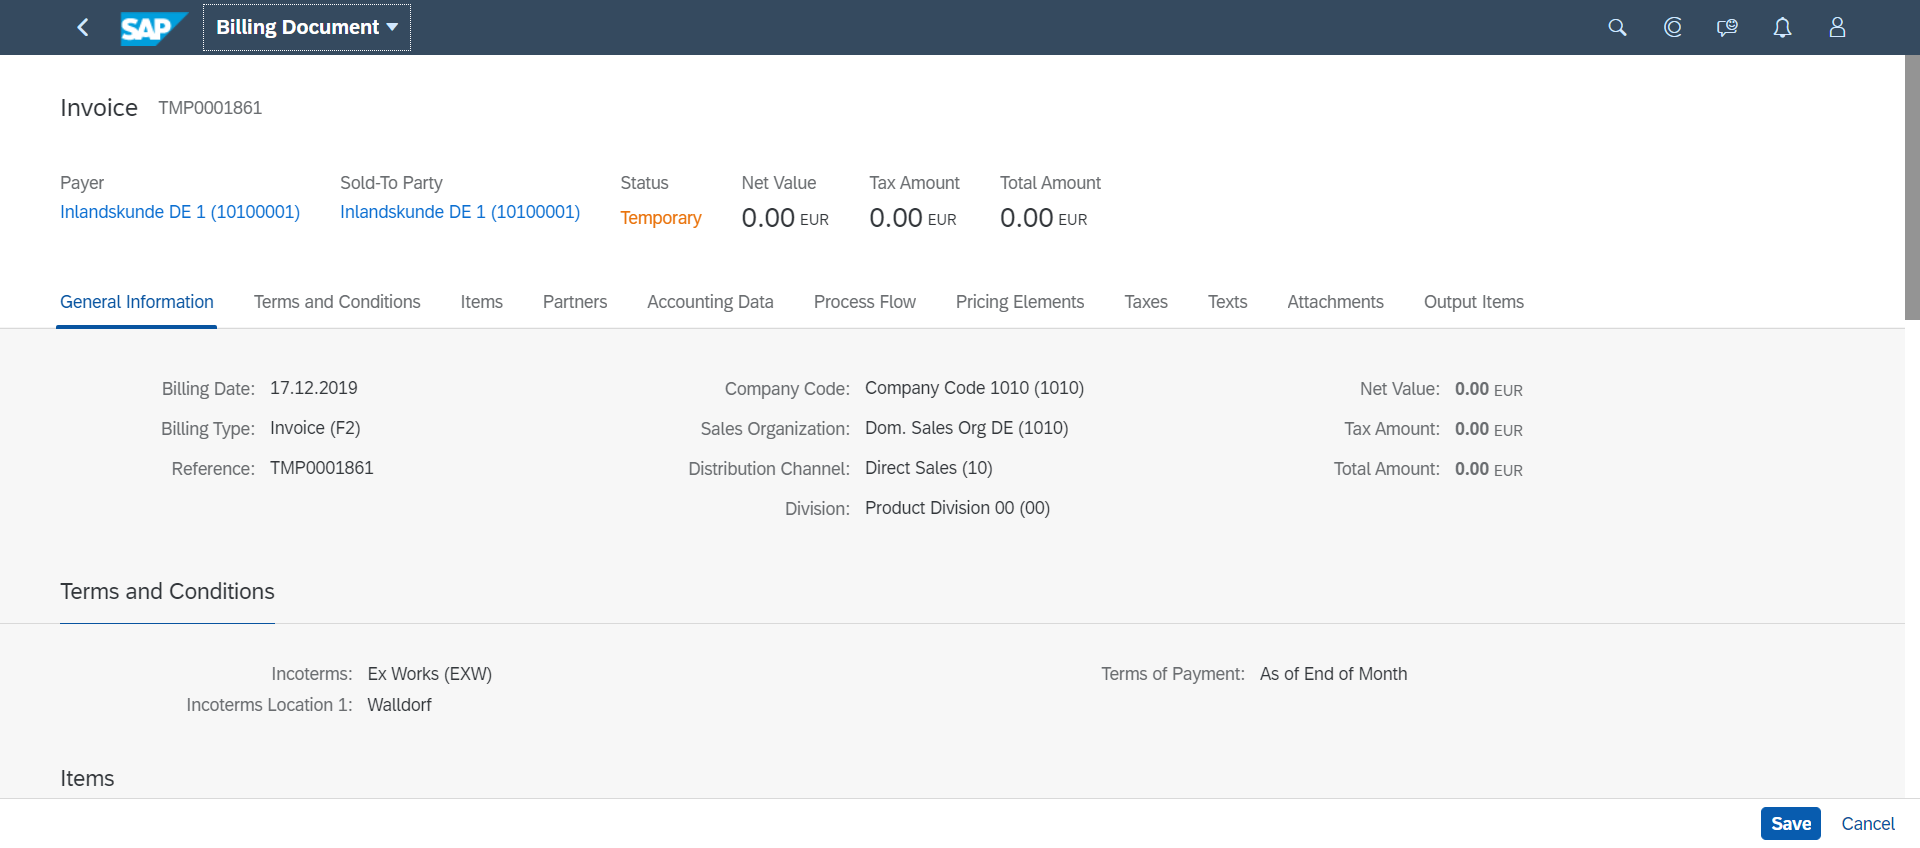 SAP Billing Document
Invoice TMP0001861
Payer Sold-To Party Status Net Value Tax Amount Total Amount
Inlandskunde DE 1 (10100001) Inlandskunde DE 1 (10100001) Temporary 0.00 EUR 0.00 EUR 0.00 EUR
General Information Terms and Conditions Items Partners Accounting Data Process Flow Pricing Elements Taxes Texts Attachments Output Items
Billing Date: 17.12.2019 Company Code: Company Code 1010 (1010) Net Value: 0.00 EUR
Billing Type: Invoice (F2) Sales Organization: Dom. Sales Org DE (1010) Tax Amount: 0.00 EUR
Reference: TMP0001861 Distribution Channel: Direct Sales (10) Total Amount: 0.00 EUR
Division: Product Division 00 (00)
Terms and Conditions
Incoterms: Ex Works (EXW) Terms of Payment: As of End of Month
Incoterms Location 1: Walldorf
Items
Save Cancel